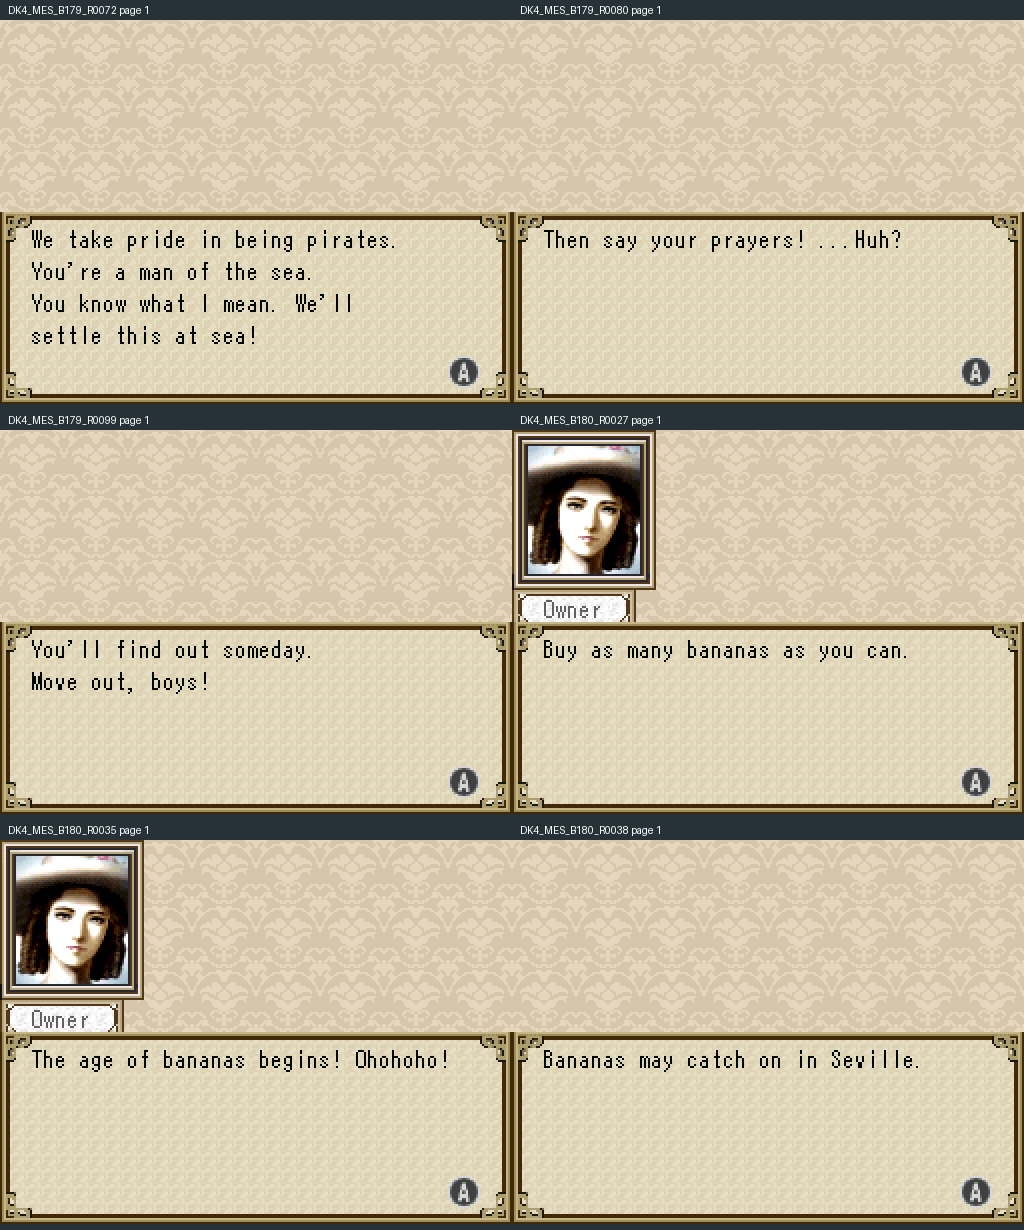 DK4_MES_B179_R0072 page 1
We take pride in being pirates.
You're a man of the sea.
You know what I mean. We'll
settle this at sea!
A
DK4_MES_B179_R0080 page 1
Then say your prayers! ...Huh?
A
DK4_MES_B179_R0099 page 1
You'll find out someday.
Move out, boys!
A
DK4_MES_B180_R0027 page 1
Owner
Buy as many bananas as you can.
A
DK4_MES_B180_R0035 page 1
Owner
The age of bananas begins! Ohohoho!
A
DK4_MES_B180_R0038 page 1
Bananas may catch on in Seville.
A